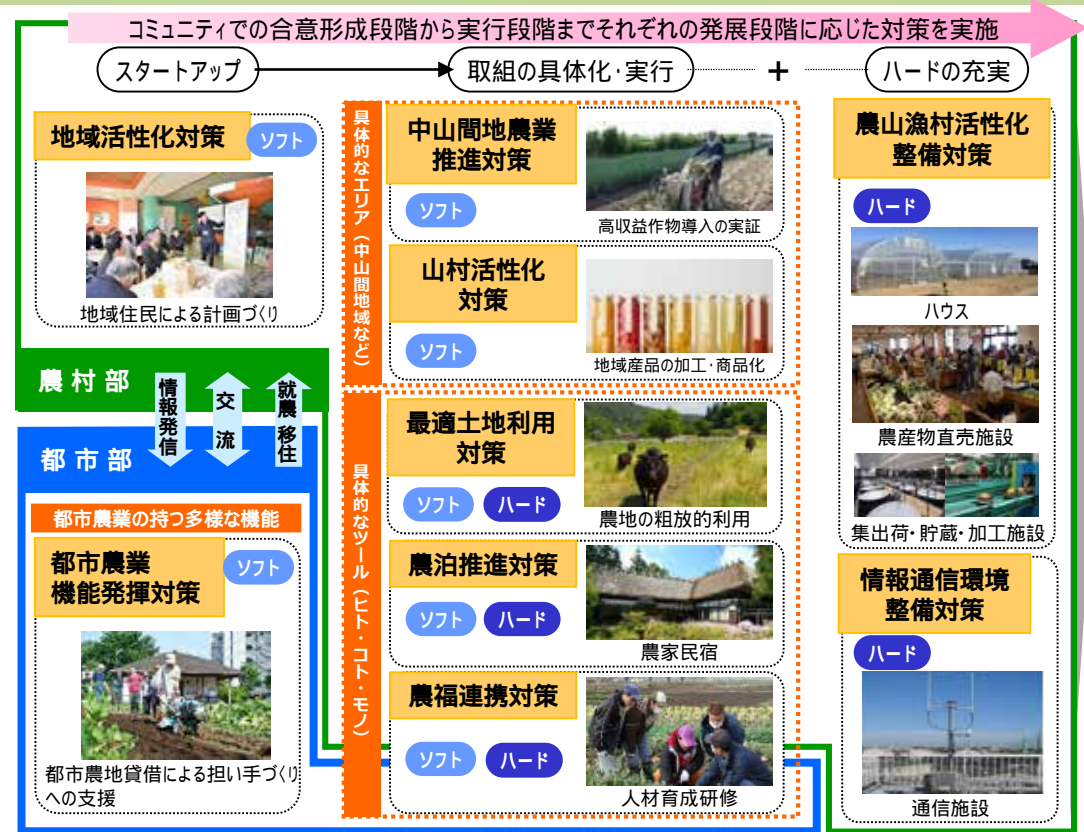 コミュニティでの合意形成段階から実行段階までそれぞれの発展段階に応じた対策を実施
スタートアップ
取組の具体化・実行
+
ハードの充実
地域活性化対策
ソフト
地域住民による計画づくり
農村部
情報発信
交流
就農・移住
都市部
都市農業の持つ多様な機能
都市農業
機能発揮対策
ソフト
都市農地貸借による担い手づくり
への支援
具体的なエリア（中山間地域など）
中山間地農業
推進対策
ソフト
高収益作物導入の実証
山村活性化
対策
ソフト
地域産品の加工・商品化
具体的なツール（ヒト・コト・モノ）
最適土地利用
対策
ソフト
ハード
農地の粗放的利用
農泊推進対策
ソフト
ハード
農家民宿
農福連携対策
ソフト
ハード
人材育成研修
農山漁村活性化
整備対策
ハード
ハウス
農産物直売施設
集出荷・貯蔵・加工施設
情報通信環境
整備対策
ハード
通信施設